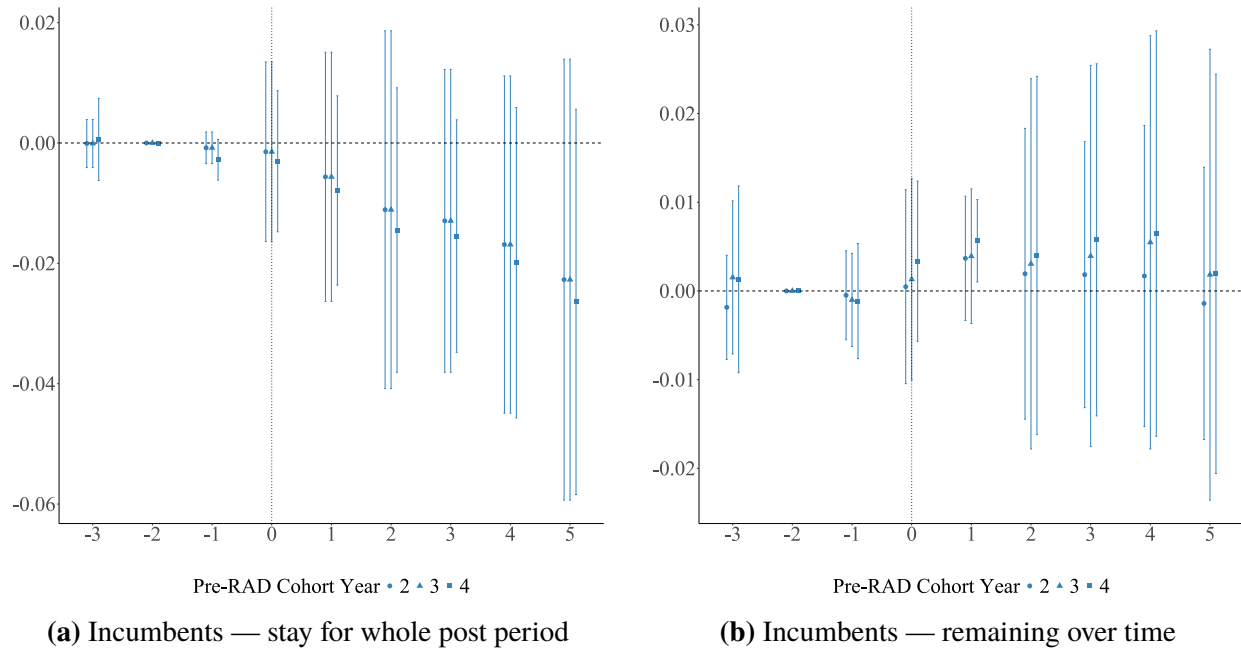 0.02
0.00
-0.02
-0.04
-0.06
-3 -2 -1 0 1 2 3 4 5
Pre-RAD Cohort Year 2 3 4
(a) Incumbents — stay for whole post period
0.03
0.02
0.01
0.00
-0.01
-0.02
-3 -2 -1 0 1 2 3 4 5
Pre-RAD Cohort Year 2 3 4
(b) Incumbents — remaining over time